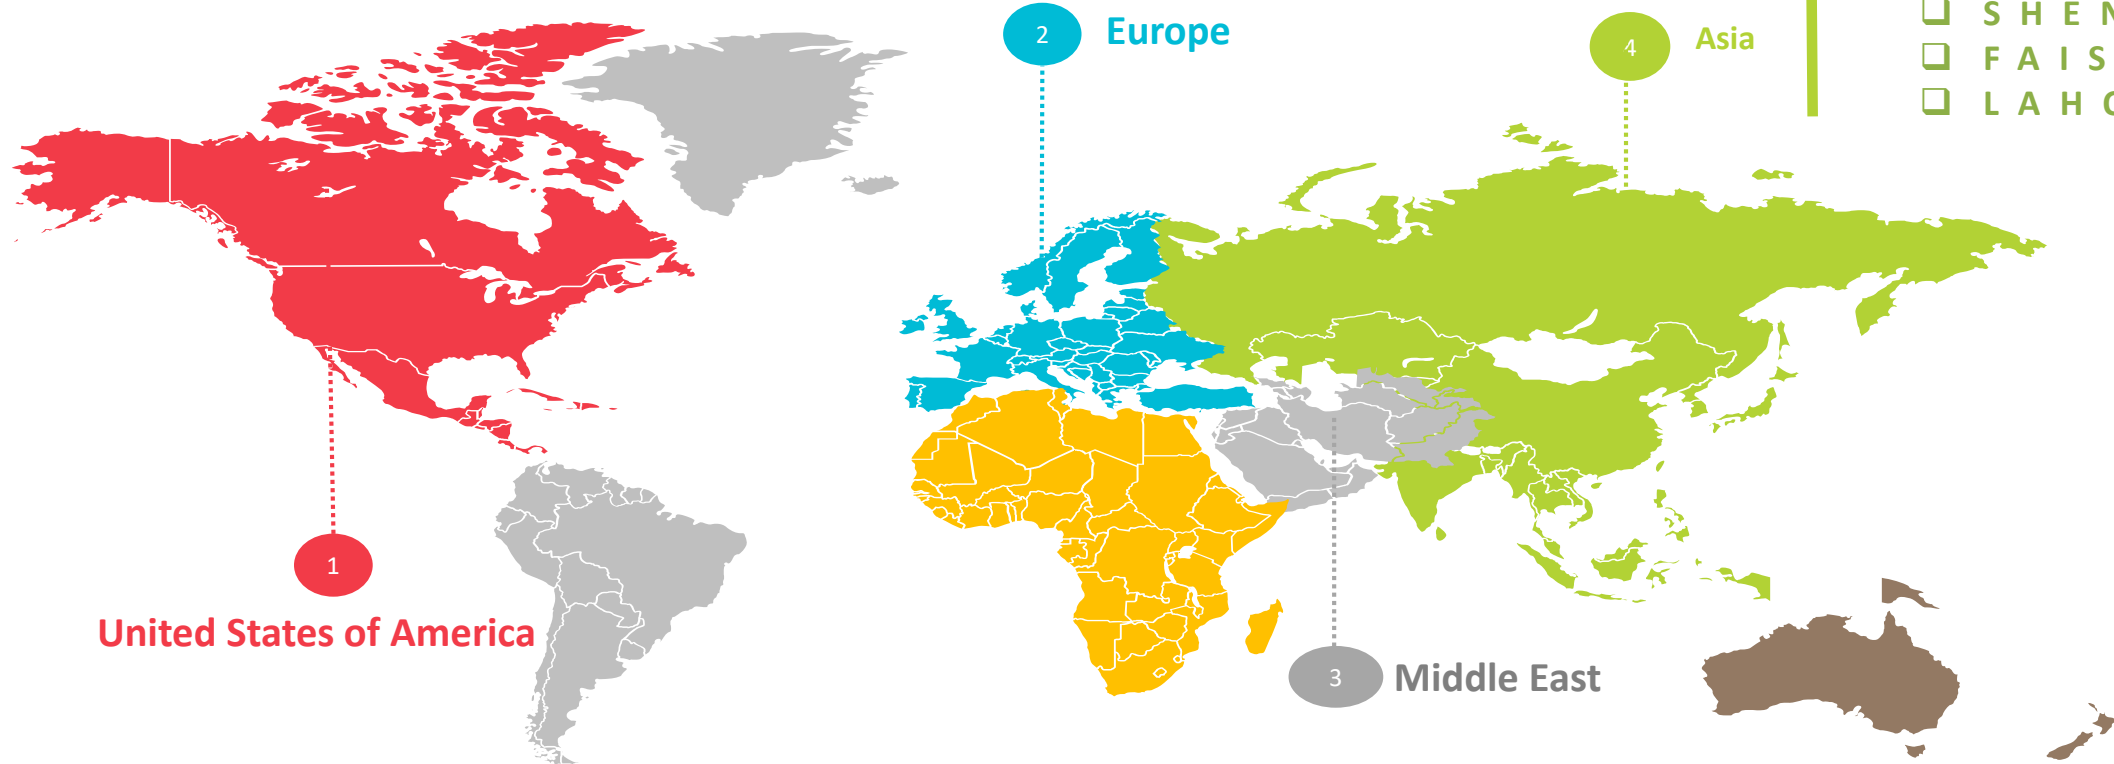 2 Europe
4 Asia
❑ S H E N
❑ F A I S
❑ L A H O
1
United States of America
3 Middle East